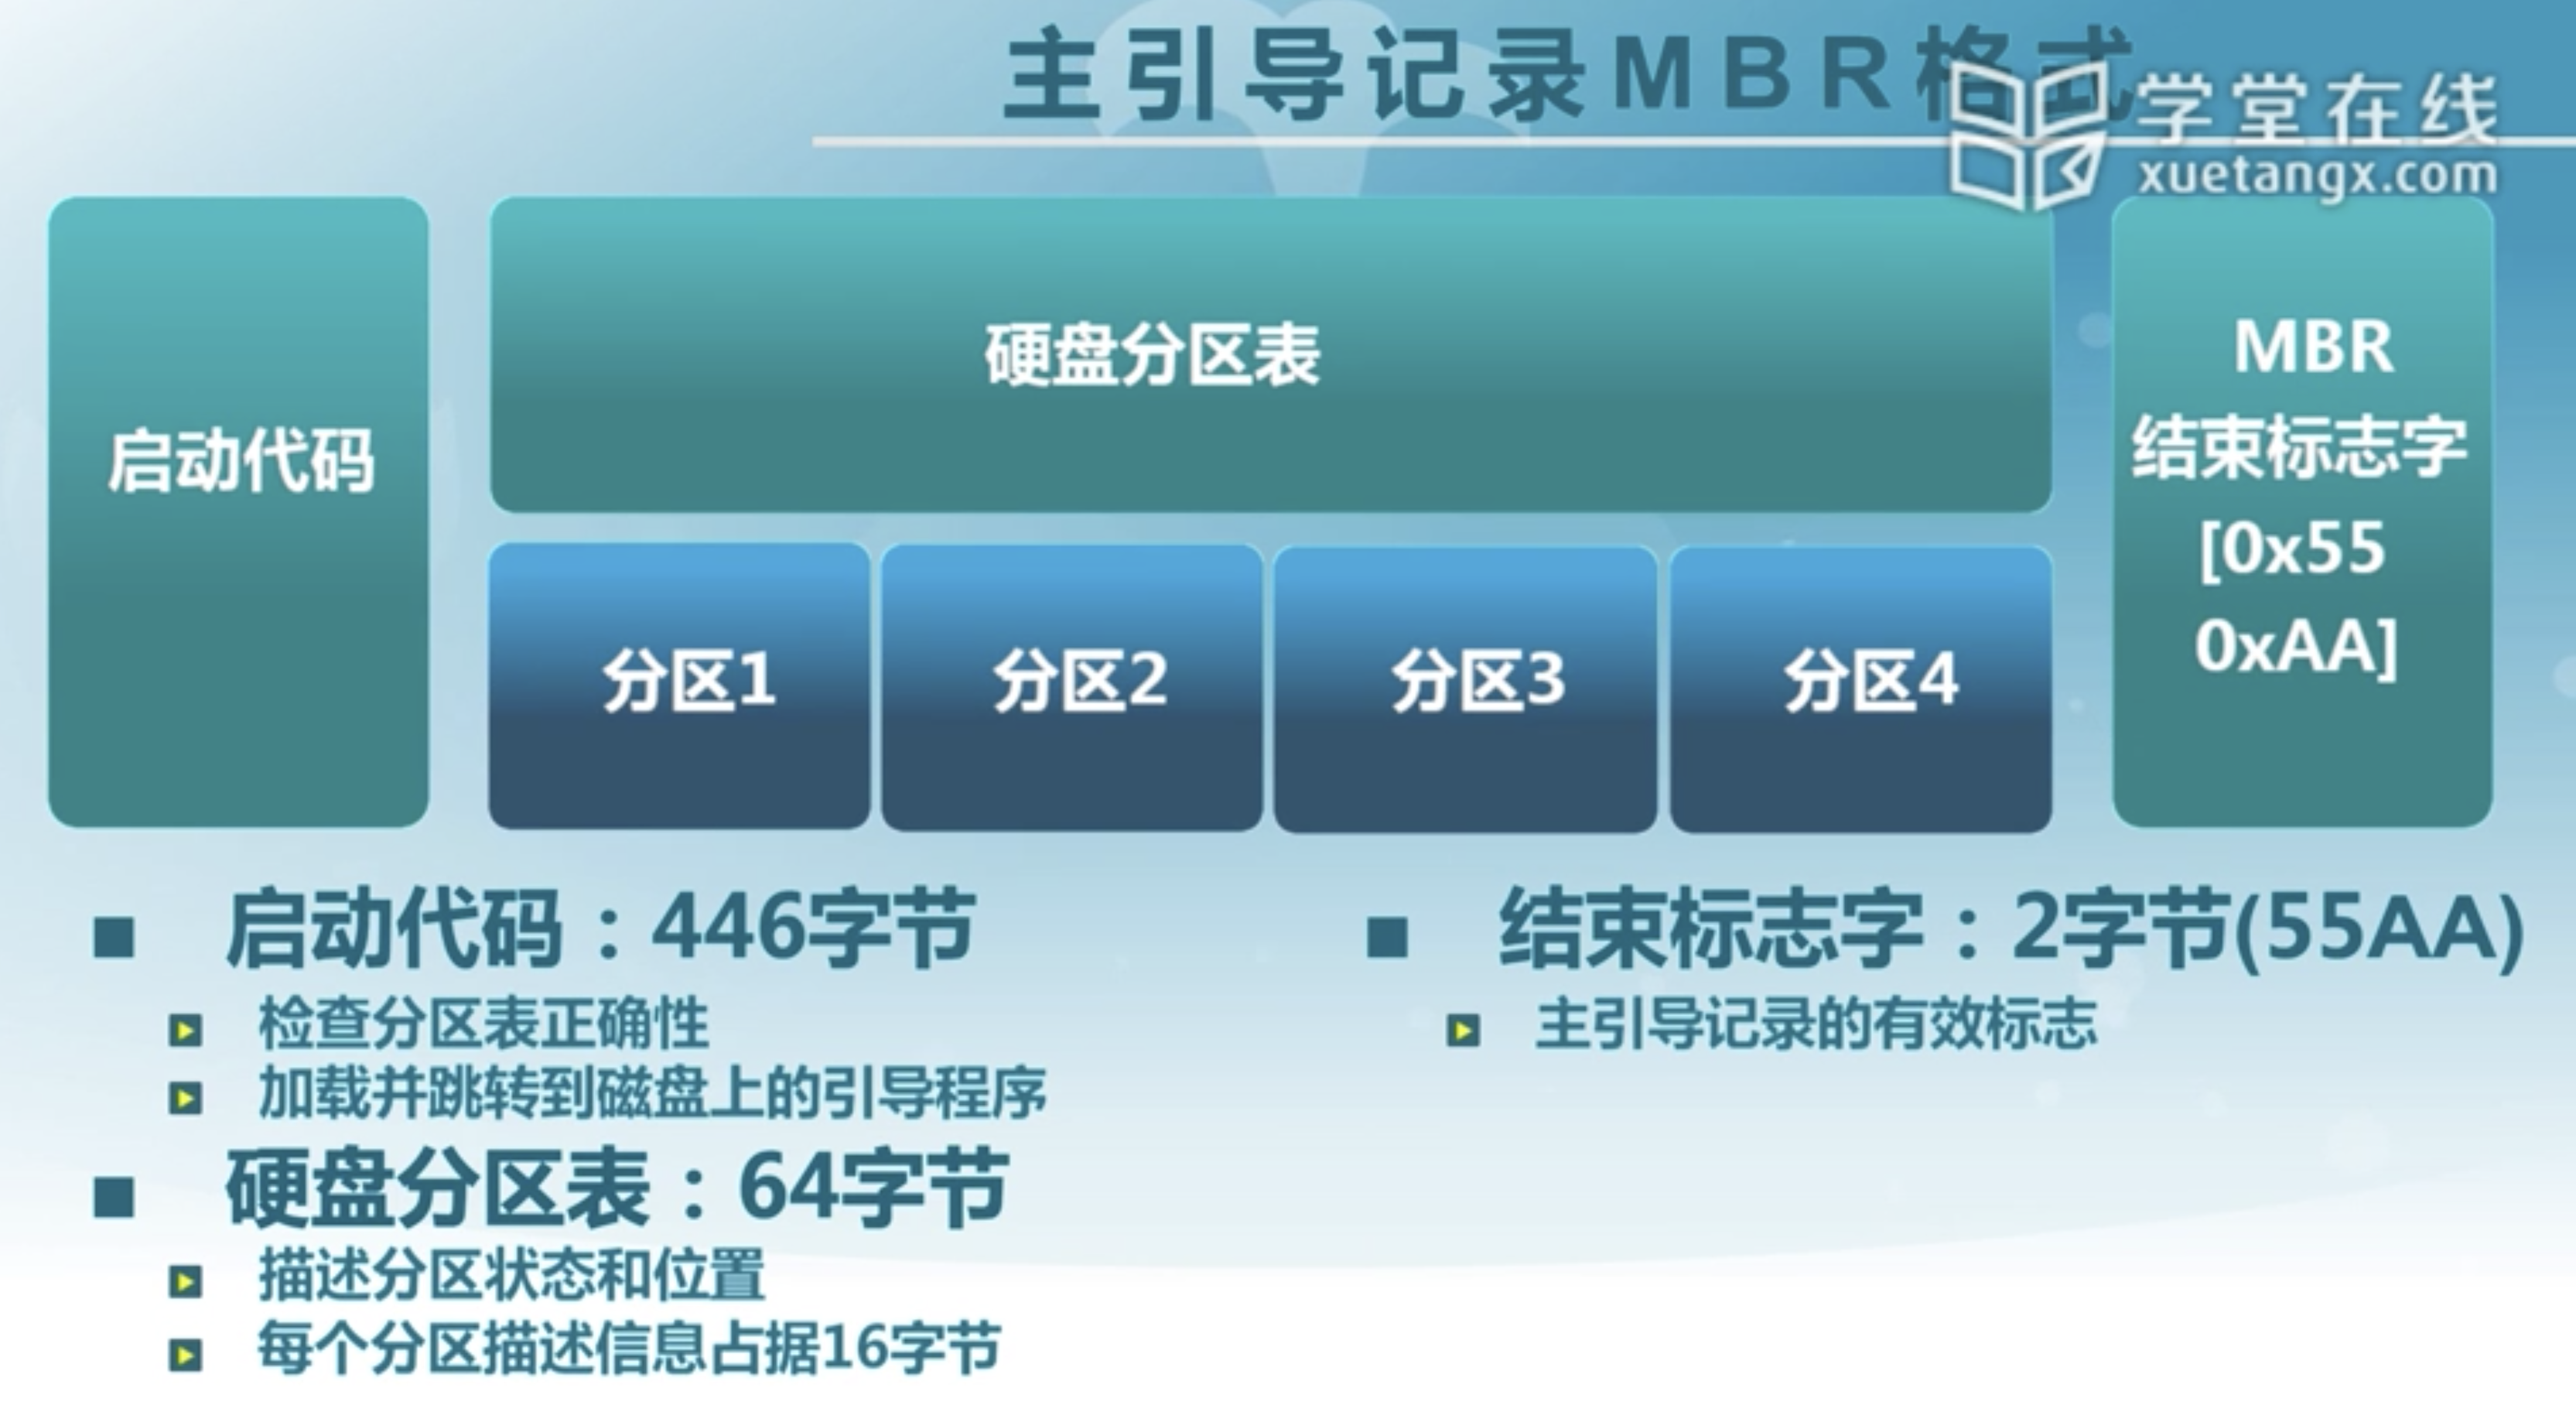 主引导记录MBR格式
学堂在线
xuetangx.com
启动代码
硬盘分区表
分区1
分区2
分区3
分区4
MBR
结束标志字
[0x55
0xAA]
启动代码：446字节
检查分区表正确性
加载并跳转到磁盘上的引导程序
硬盘分区表：64字节
描述分区状态和位置
每个分区描述信息占据16字节
结束标志字：2字节(55AA)
主引导记录的有效标志